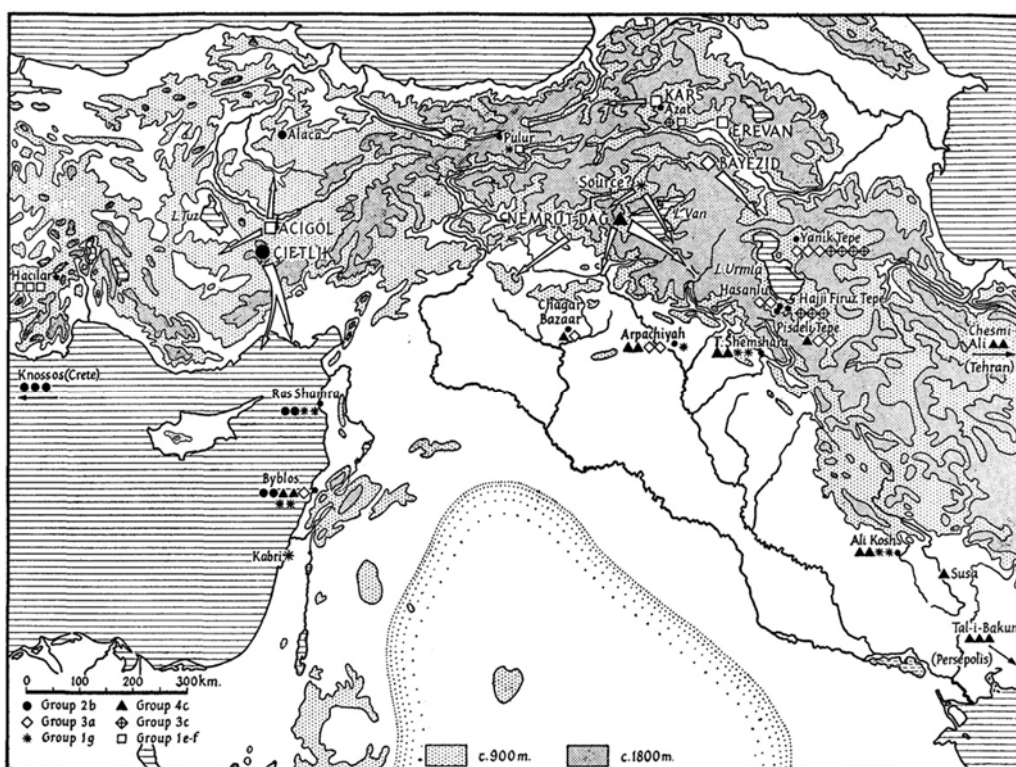 KARS
Azat
Alaca
Pulur
EREVAN
BAYEZID
Source?
L.Tuz
NEMRUT DAG
L.Van
ACIGÖL
ÇIFTLIK
Yanik Tepe
Hacilar
L.Urmia
Hasanlu
Hajji Firuz Tepe
Chagar
Bazaar
Arpachiyah
T.Shemshara
Pisdeli Tepe
Chesmi
Ali
(Tehran)
Knossos(Crete)
Ras Shamra
Byblos
Kabri
Ali Kosh
Susa
Tal-i-Bakun
(Persepolis)
0 100 200 300 km.
Group 2b Group 4c
Group 3a Group 3c
Group 1g Group 1e-f
c.900m. c.1800m.